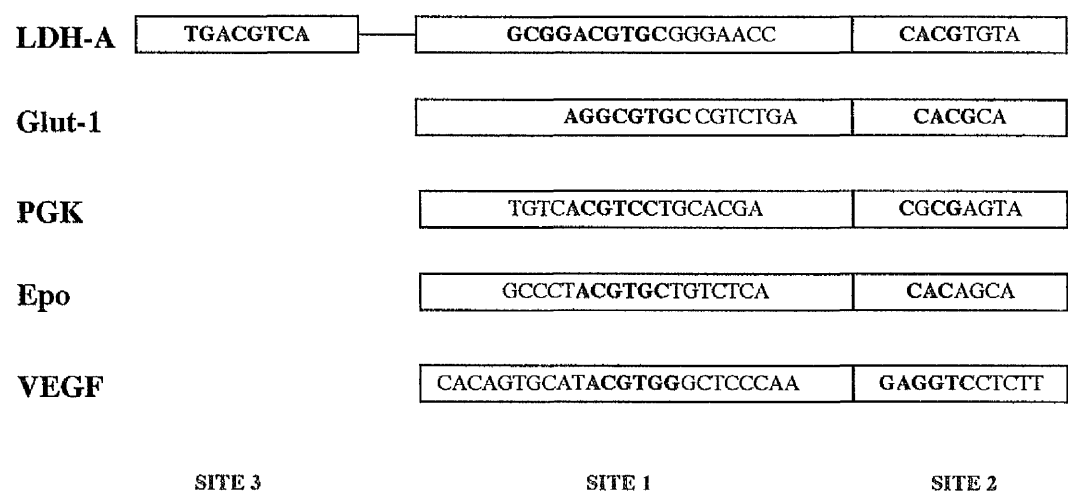 LDH-A TGACGTCA GCGGACGTGCGGGAACC CACGTGTA
Glut-1 AGGCGTGC CGTCTGA CACGCA
PGK TGTCACGTCCTGCACGA CGCGAGTA
Epo GCCCTACGTGCTGTCTCA CACAGCA
VEGF CACAGTGCATACGTGGGCTCCCAA GAGGTCCTCTT
SITE 3 SITE 1 SITE 2